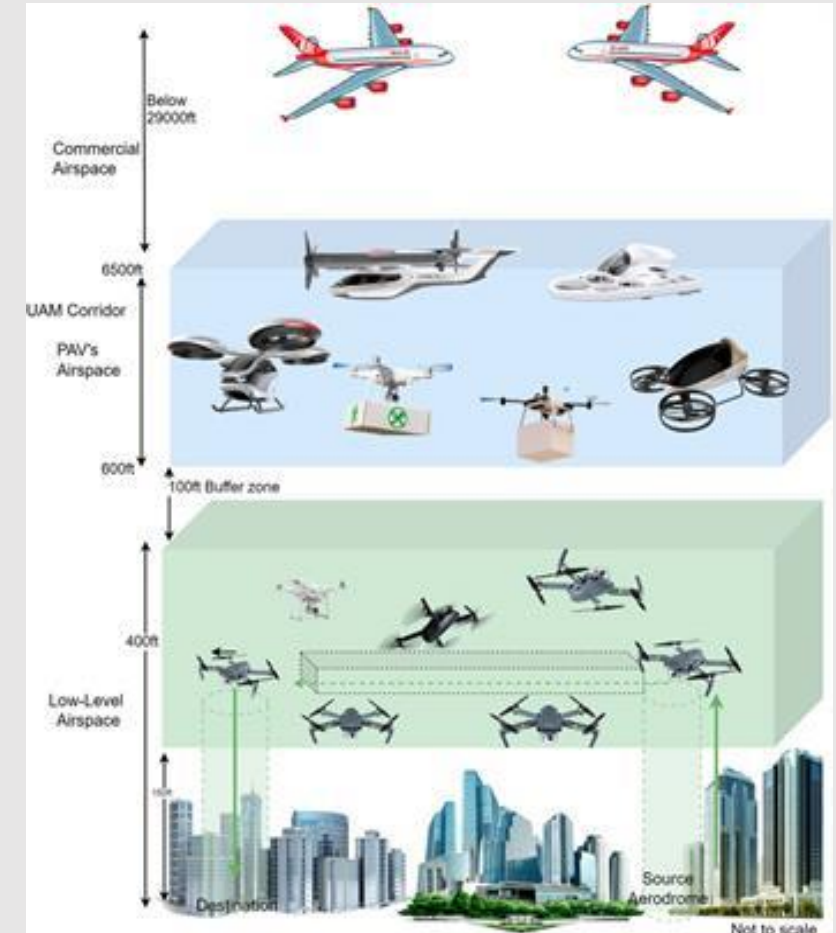 Below
29000ft
Commercial
Airspace
6500ft
UAM Corridor
PAV's
Airspace
600ft
100ft Buffer zone
400ft
Low-Level
Airspace
Source
Aerodrome
Destination
Not to scale